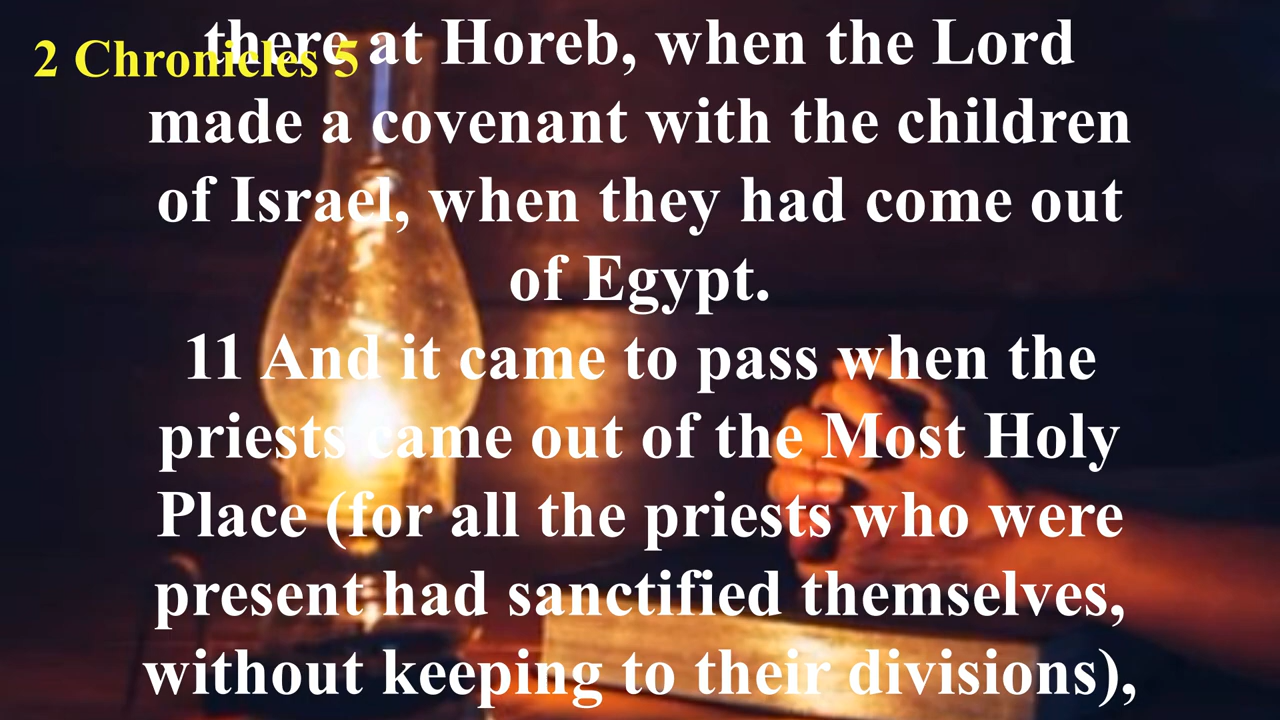 2 Chronicles 5
there at Horeb, when the Lord
made a covenant with the children
of Israel, when they had come out
of Egypt.
11 And it came to pass when the
priests came out of the Most Holy
Place (for all the priests who were
present had sanctified themselves,
without keeping to their divisions),